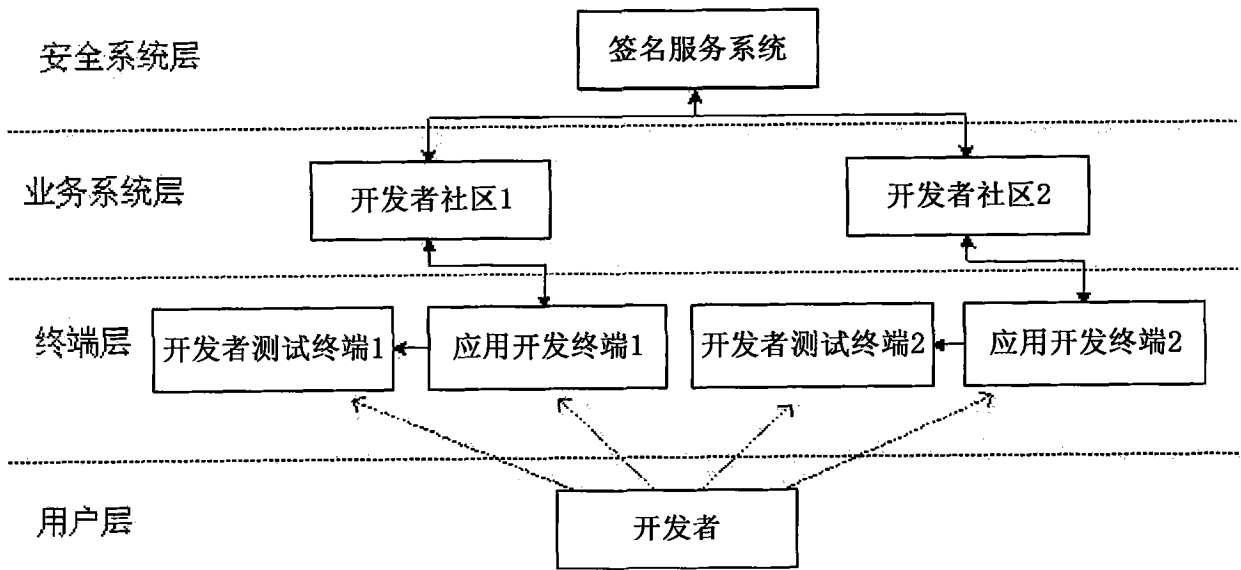 安全系统层
签名服务系统
业务系统层
开发者社区1
开发者社区2
终端层
开发者测试终端1
应用开发终端1
开发者测试终端2
应用开发终端2
用户层
开发者